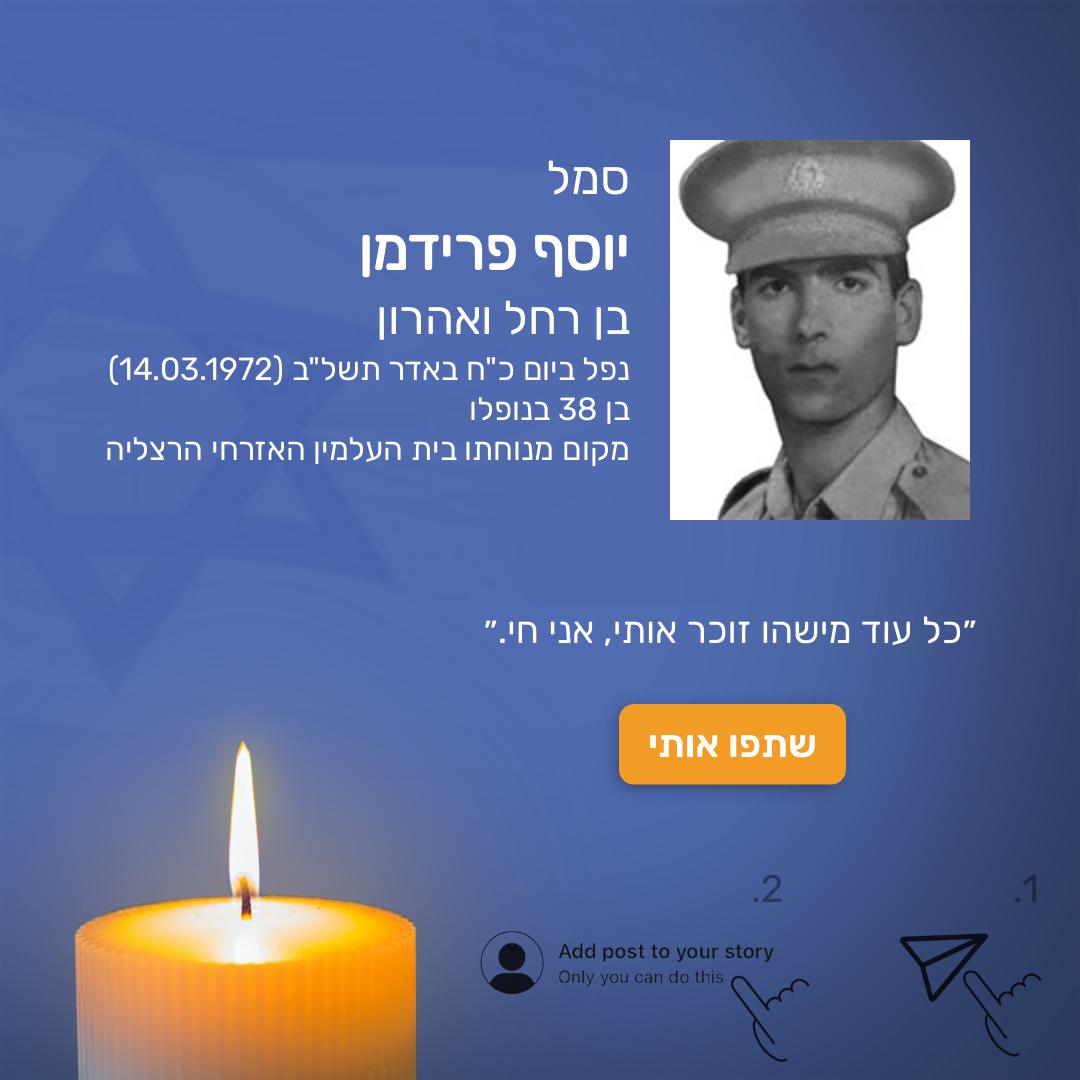 סמל
יוסף פרידמן
בן רחל ואהרון
נפל ביום כ"ח באדר תשל"ב (14.03.1972)
בן 38 בנופלו
מקום מנוחתו בית העלמין האזרחי הרצליה
״כל עוד מישהו זוכר אותי, אני חי.״
שתפו אותי
.1
.2
Add post to your story
Only you can do this